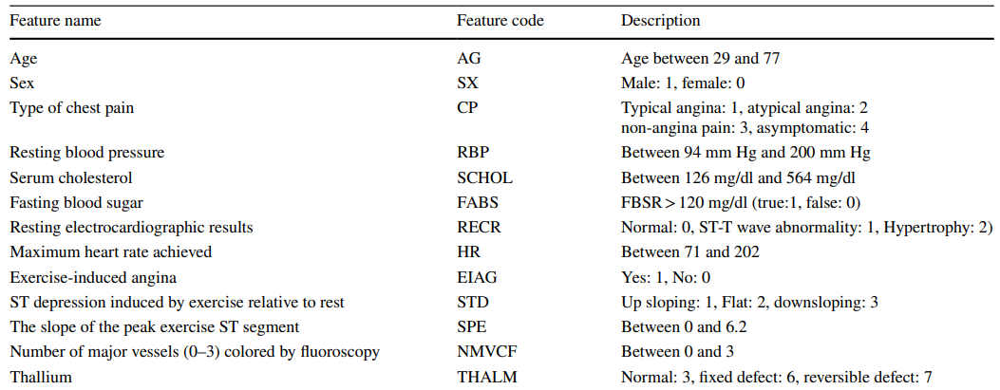 Feature name Feature code Description
Age AG Age between 29 and 77
Sex SX Male: 1, female: 0
Type of chest pain CP Typical angina: 1, atypical angina: 2
non-angina pain: 3, asymptomatic: 4
Resting blood pressure RBP Between 94 mm Hg and 200 mm Hg
Serum cholesterol SCHOL Between 126 mg/dl and 564 mg/dl
Fasting blood sugar FABS FBSR > 120 mg/dl (true:1, false: 0)
Resting electrocardiographic results RECR Normal: 0, ST-T wave abnormality: 1, Hypertrophy: 2)
Maximum heart rate achieved HR Between 71 and 202
Exercise-induced angina EIAG Yes: 1, No: 0
ST depression induced by exercise relative to rest STD Up sloping: 1, Flat: 2, downsloping: 3
The slope of the peak exercise ST segment SPE Between 0 and 6.2
Number of major vessels (0–3) colored by fluoroscopy NMVCF Between 0 and 3
Thallium THALM Normal: 3, fixed defect: 6, reversible defect: 7